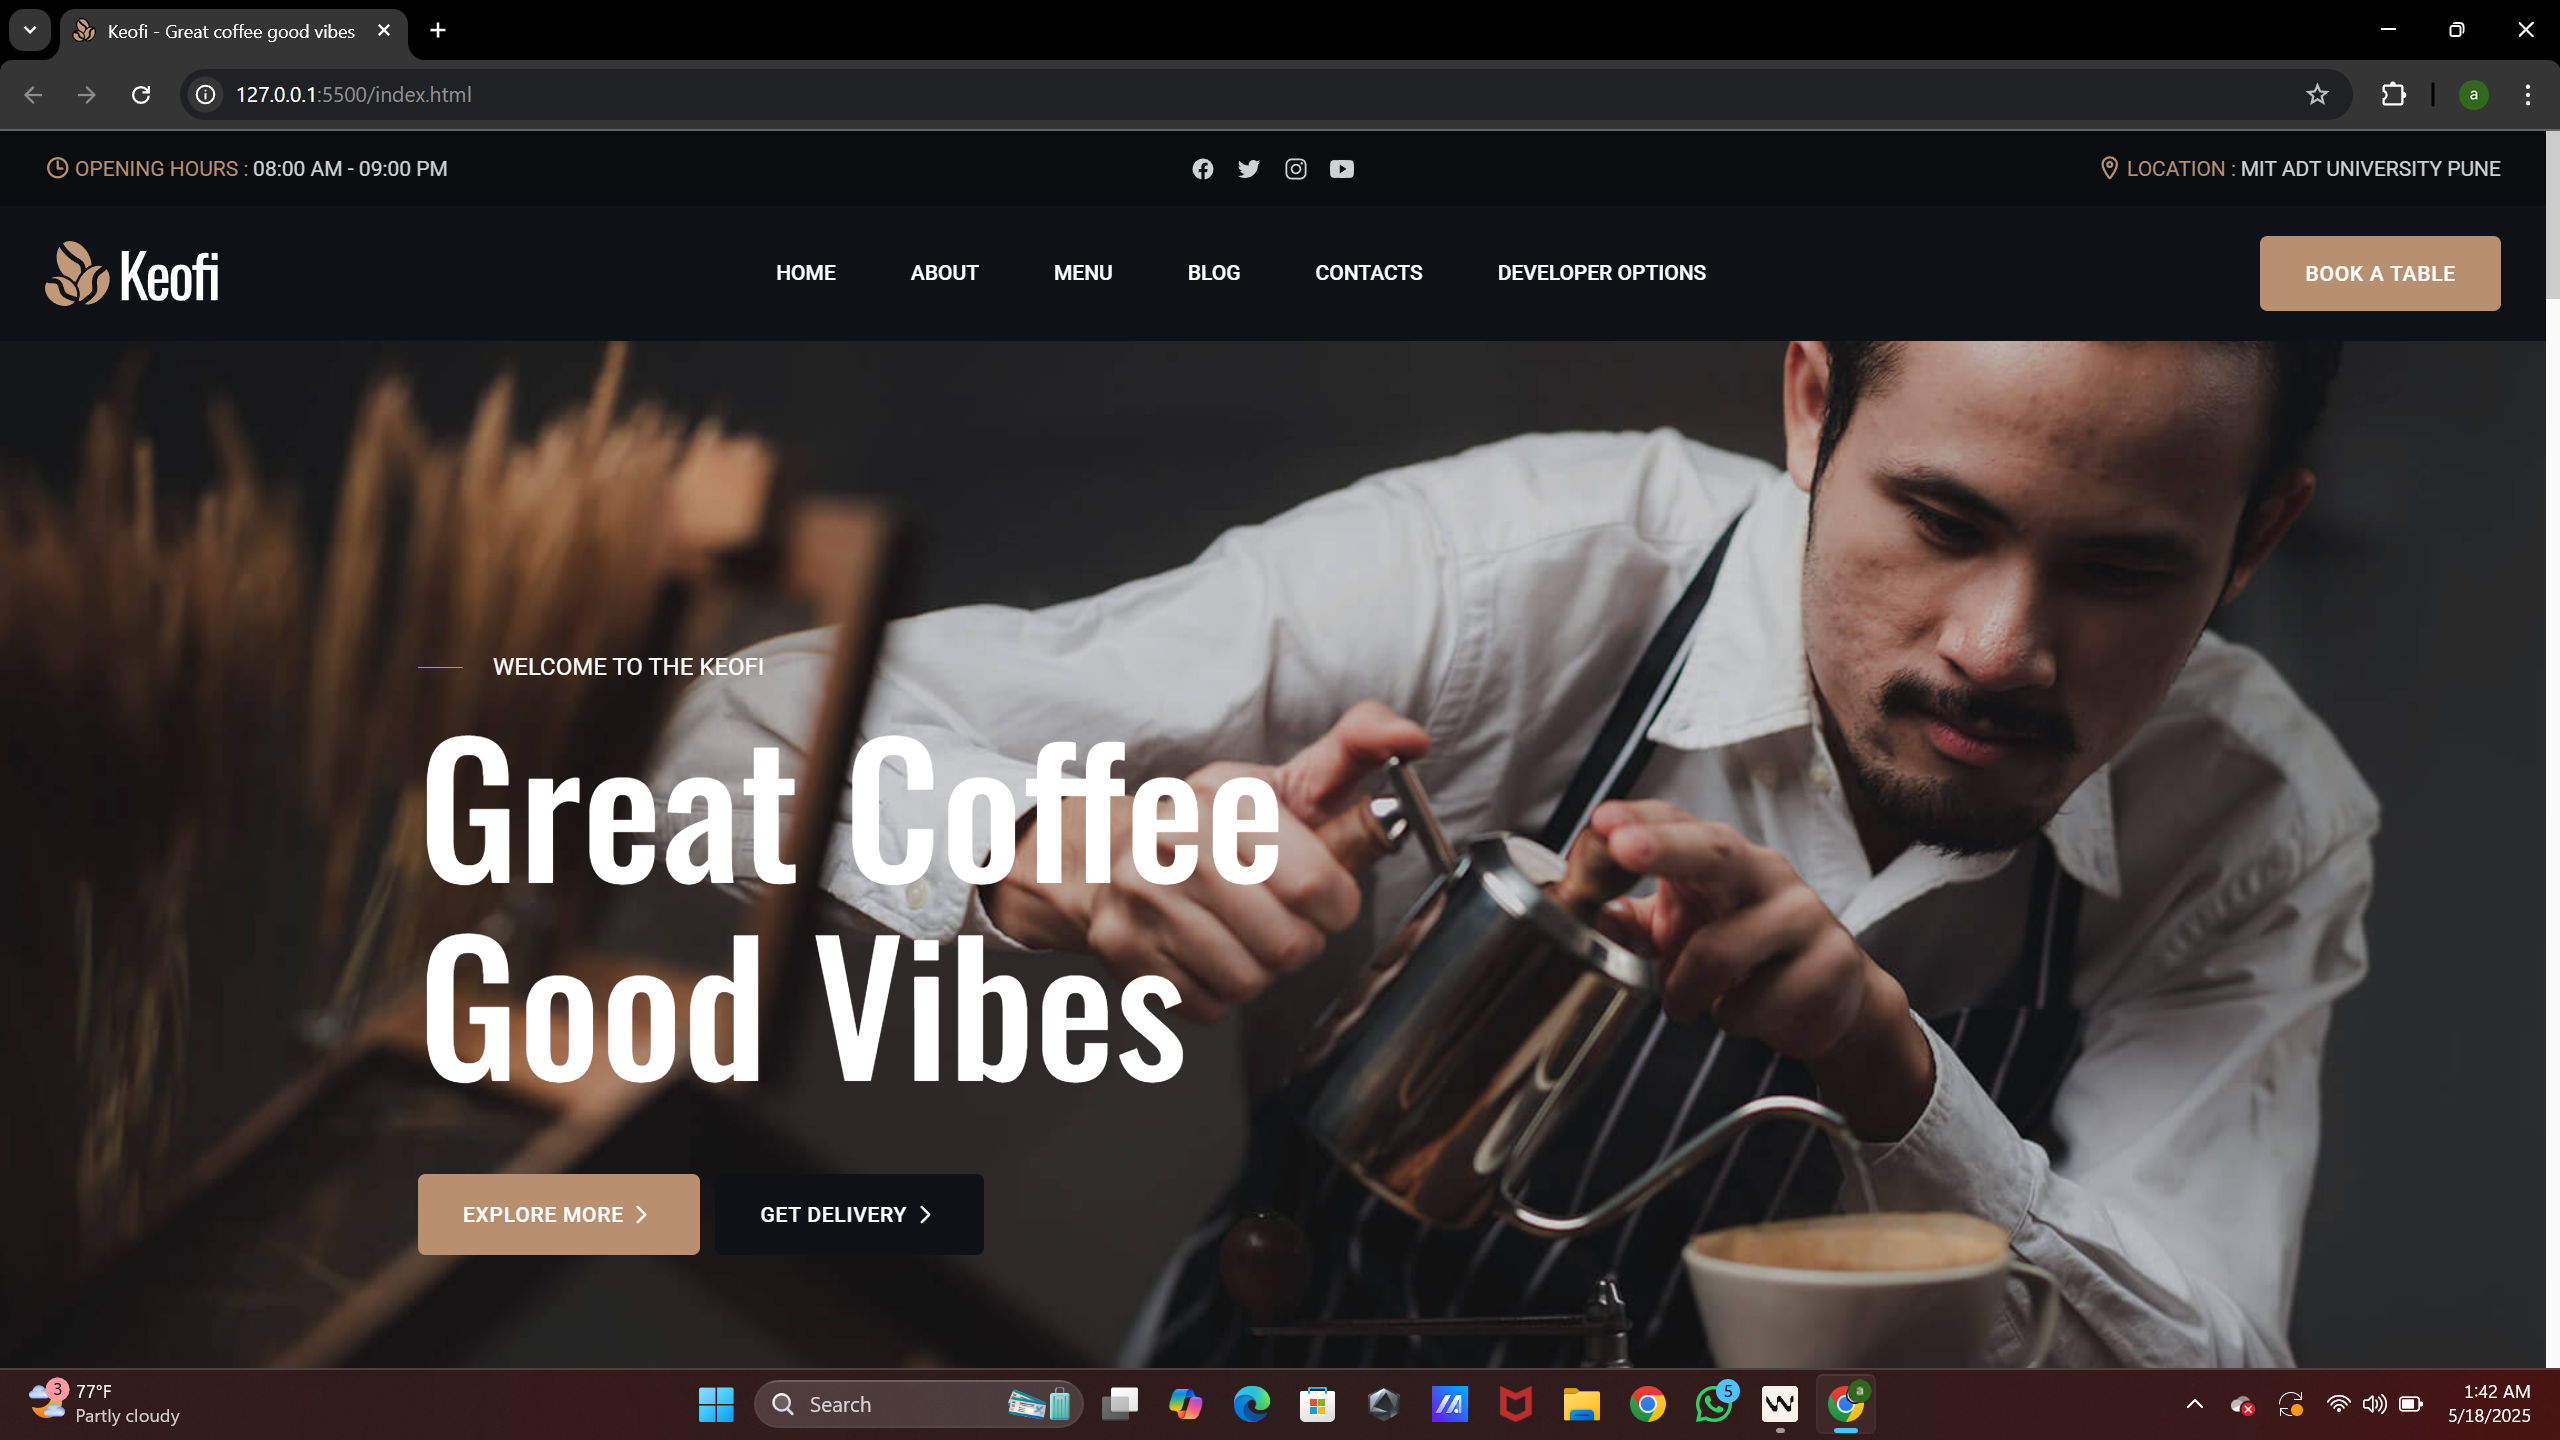 Keofi - Great coffee good vibes
127.0.0.1:5500/index.html
a
OPENING HOURS : 08:00 AM - 09:00 PM
LOCATION : MIT ADT UNIVERSITY PUNE
Keofi
HOME ABOUT MENU BLOG CONTACTS DEVELOPER OPTIONS
BOOK A TABLE
WELCOME TO THE KEOFI
Great Coffee
Good Vibes
EXPLORE MORE
GET DELIVERY
3
77°F
Partly cloudy
Search
5
a
1:42 AM
5/18/2025